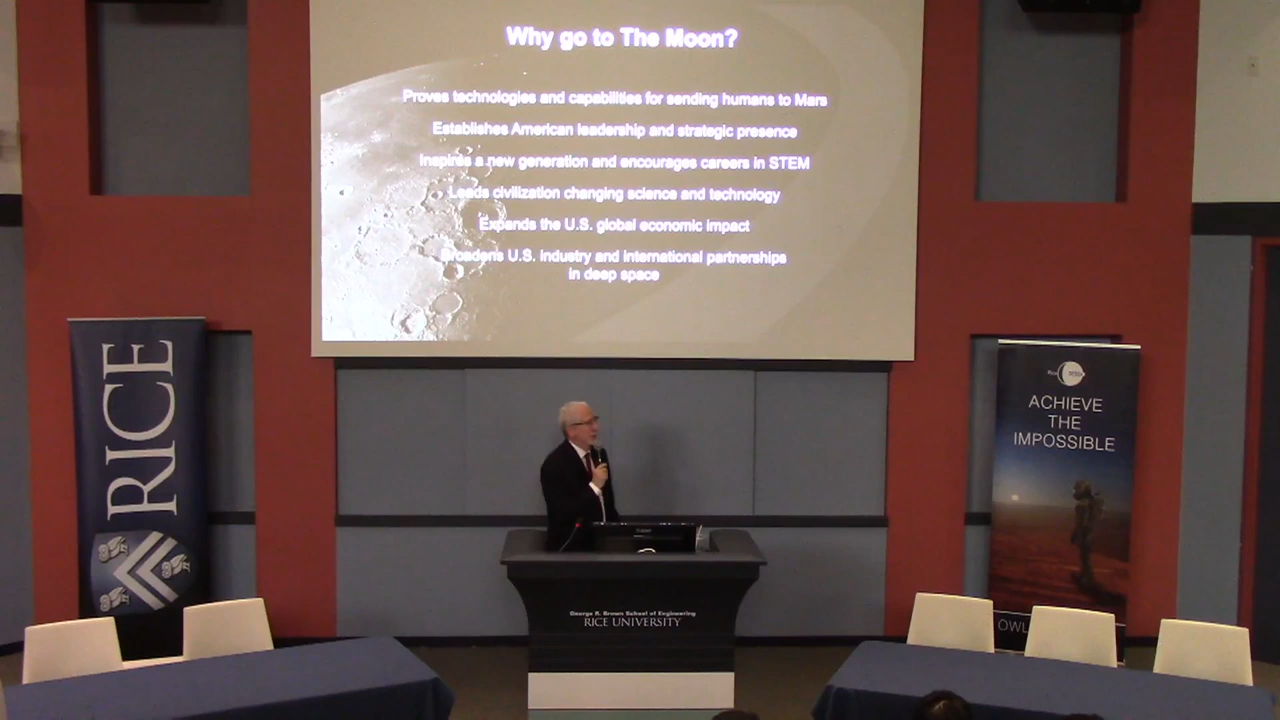 Why go to The Moon?
Proves technologies and capabilities for sending humans to Mars
Establishes American leadership and strategic presence
Inspires a new generation and encourages careers in STEM
Leads civilization changing science and technology
Expands the U.S. global economic impact
Broadens U.S. industry and international partnerships
in deep space
RICE
ACHIEVE
THE
IMPOSSIBLE
OWL
George R. Brown School of Engineering
RICE UNIVERSITY